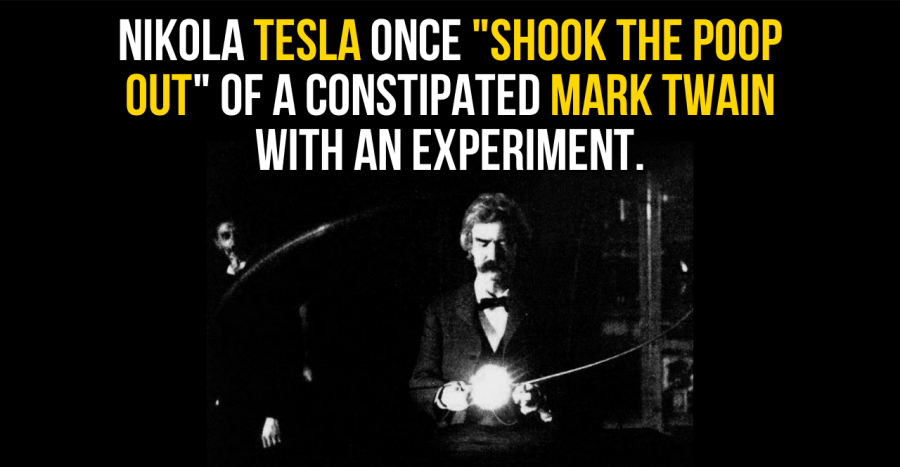 NIKOLA TESLA ONCE "SHOOK THE POOP
OUT" OF A CONSTIPATED MARK TWAIN
WITH AN EXPERIMENT.